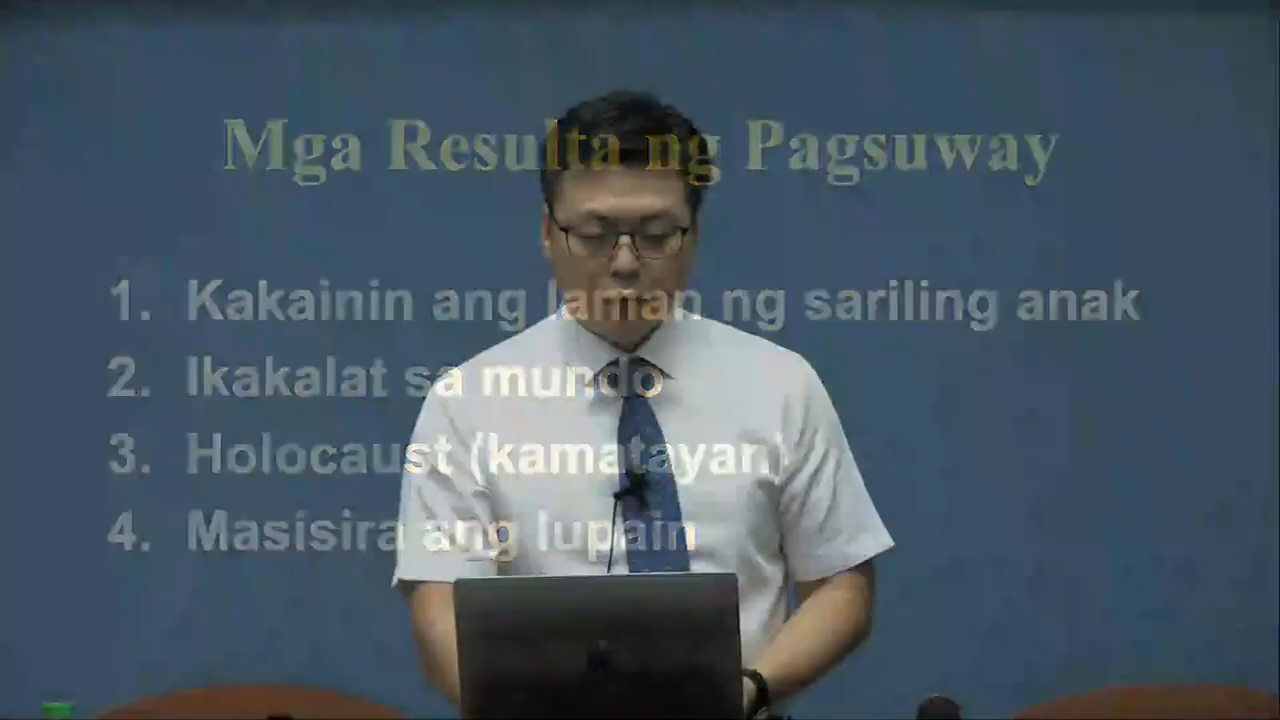 Mga Resulta ng Pagsuway
1. Kakainin ang laman ng sariling anak
2. Ikakalat sa mundo
3. Holocaust (kamatayan)
4. Masisira ang lupain